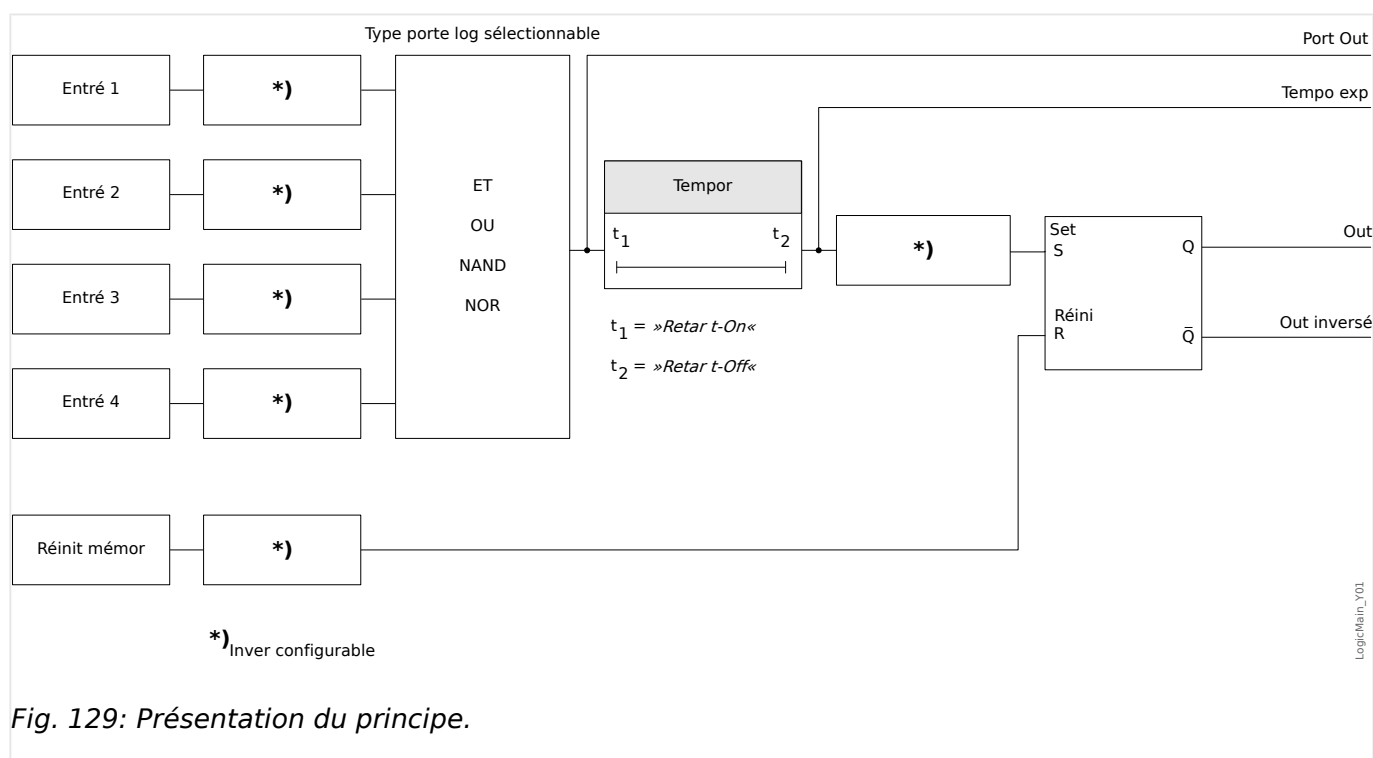 Type porte log sélectionnable
Port Out
Entré 1
*)
Tempo exp
Entré 2
*)
ET
OU
NAND
NOR
Tempor
t1
t2
*)
Set
S
Q
Out
Entré 3
*)
Réini
R
Q̅
Out inversé
t1 = »Retar t-On«
t2 = »Retar t-Off«
Entré 4
*)
Réinit mémor
*)
*)Inver configurable
LogicMain_Y01
Fig. 129: Présentation du principe.